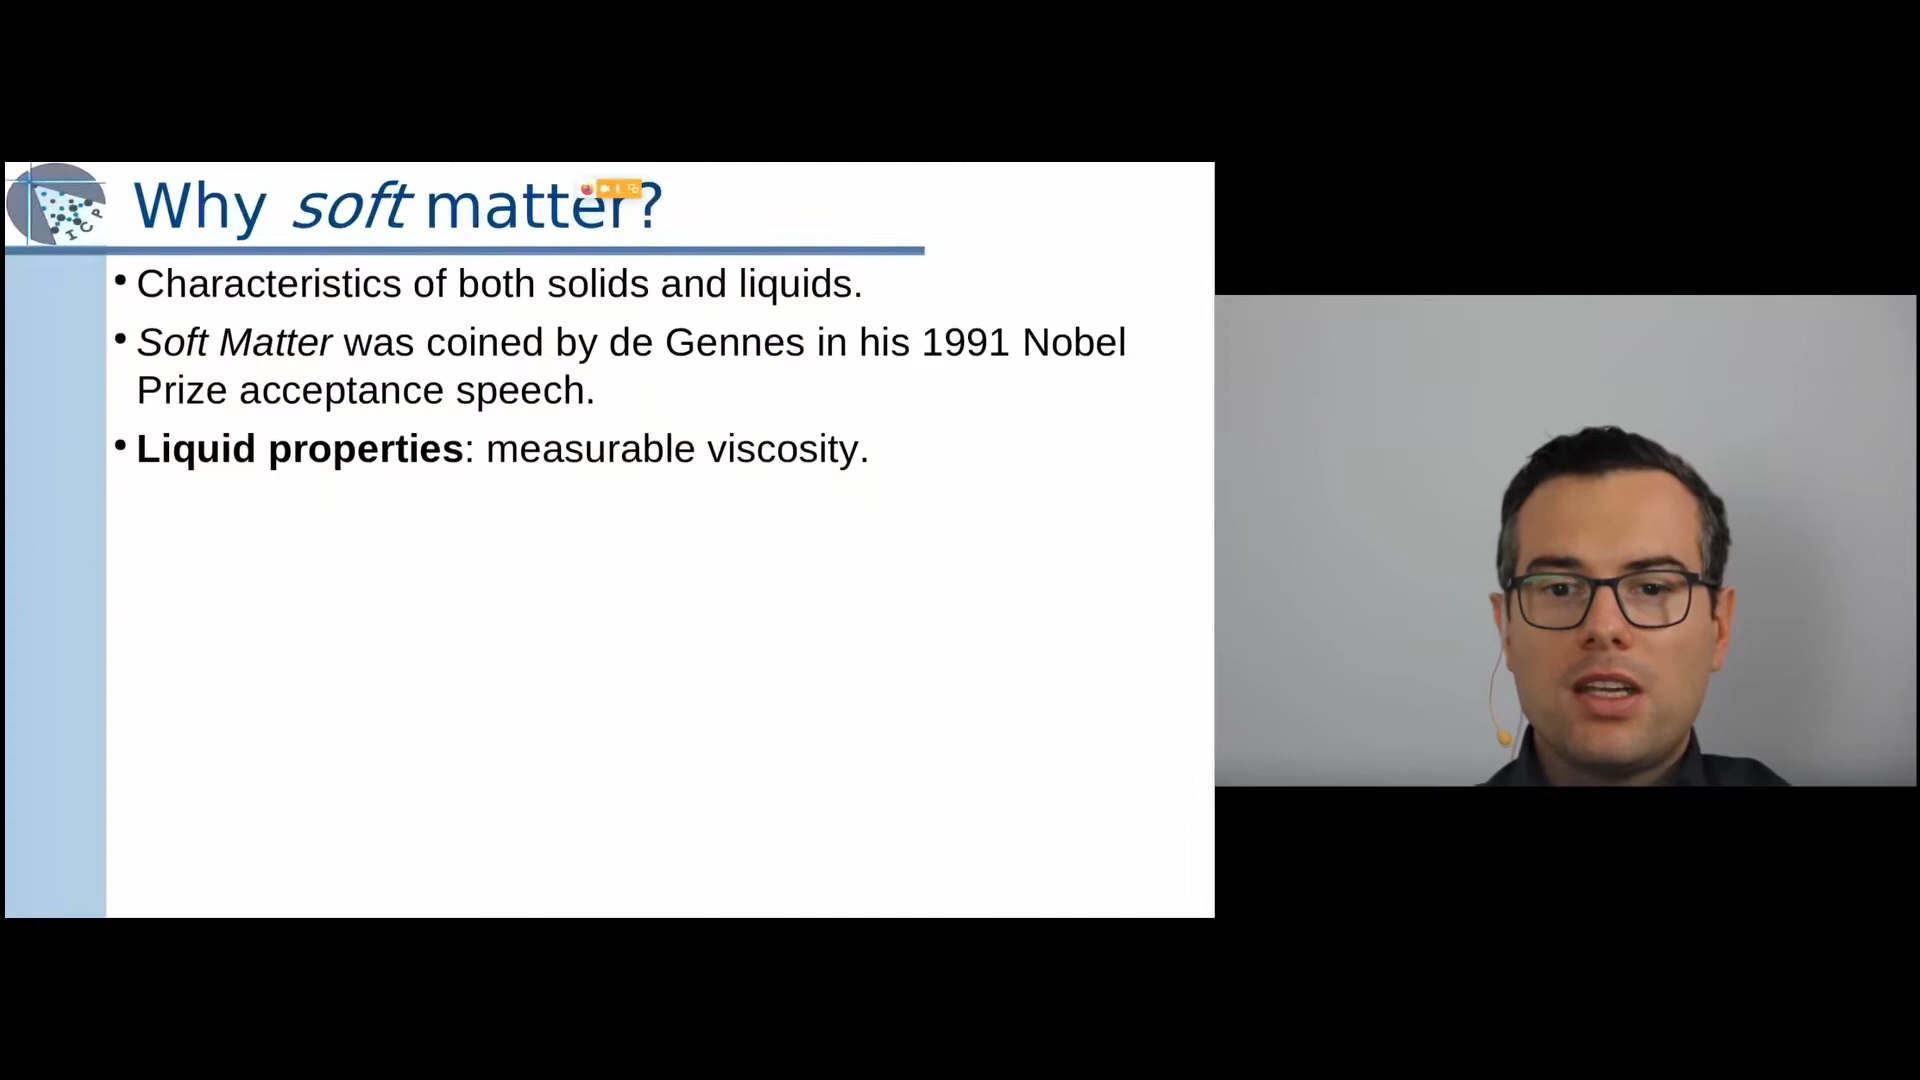 ICP
Why soft matter?
• Characteristics of both solids and liquids.
• Soft Matter was coined by de Gennes in his 1991 Nobel
Prize acceptance speech.
• Liquid properties: measurable viscosity.